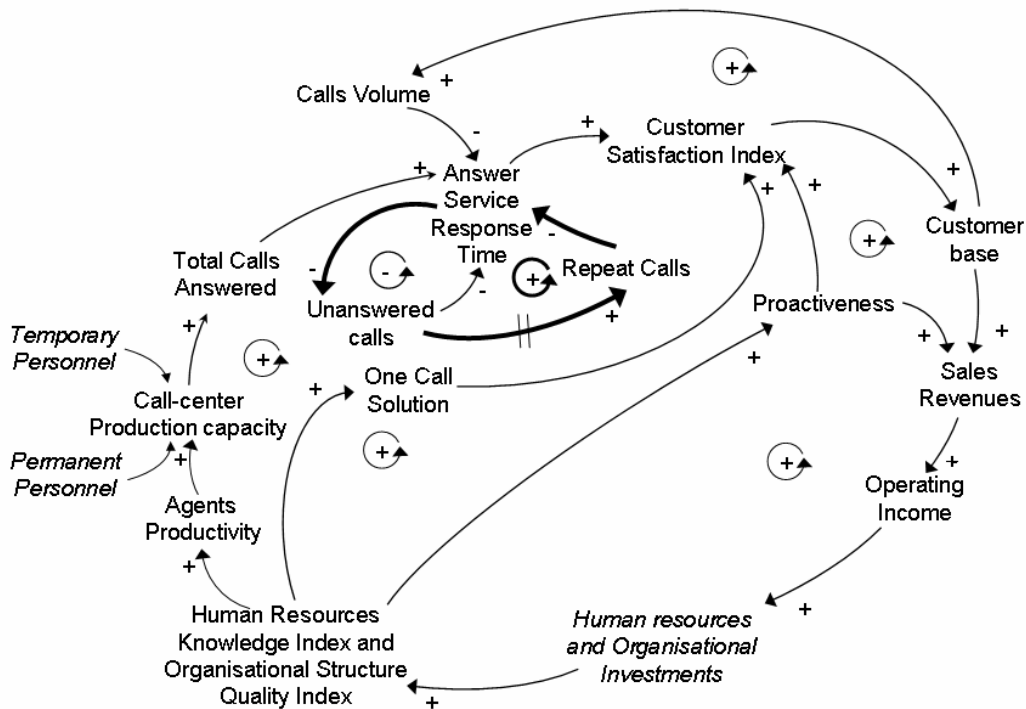 Calls Volume
+
-
+
+
Customer
Satisfaction Index
+
+
+
Answer
Service
Response
Time
+
Customer
base
+
-
-
-
+
-
Repeat Calls
+
Total Calls
Answered
-
Unanswered
calls
+
Proactiveness
+
+
+
+
+
Temporary
Personnel
+
One Call
Solution
Sales
Revenues
Call-center
Production capacity
+
+
+
+
+
Permanent
Personnel
Agents
Productivity
Operating
Income
+
+
Human Resources
Knowledge Index and
Organisational Structure
Quality Index
Human resources
and Organisational
Investments
+